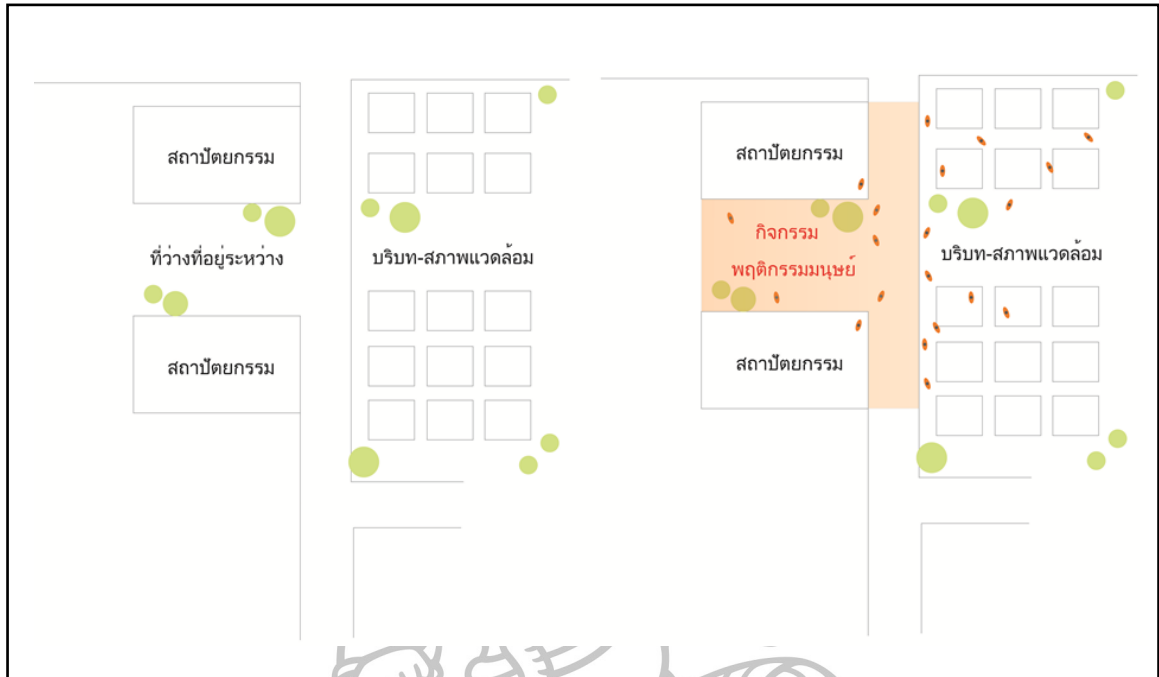 สถาปัตยกรรม
ที่ว่างที่อยู่ระหว่าง
บริบท-สภาพแวดล้อม
สถาปัตยกรรม
สถาปัตยกรรม
กิจกรรม
พฤติกรรมมนุษย์
บริบท-สภาพแวดล้อม
สถาปัตยกรรม